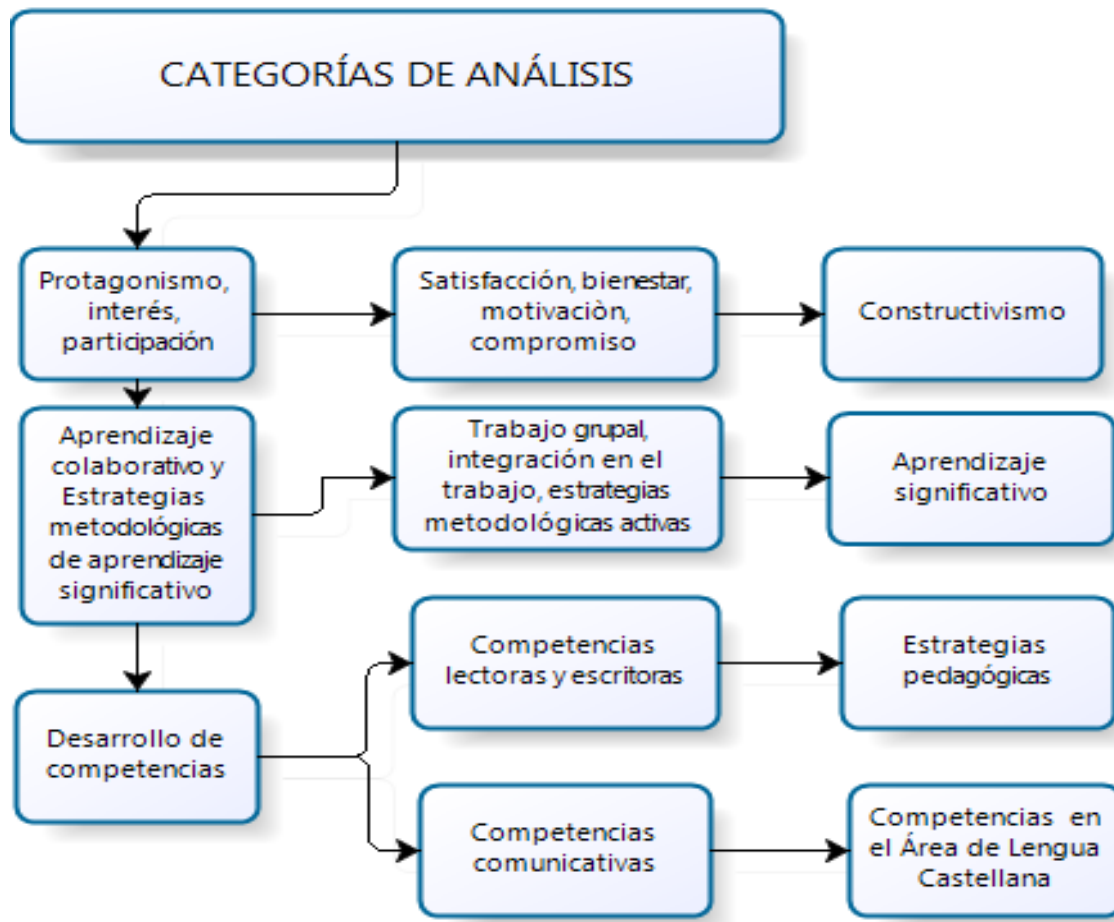 CATEGORÍAS DE ANÁLISIS
Protagonismo,
interés,
participación
Satisfacción, bienestar,
motivaciòn,
compromiso
Constructivismo
Aprendizaje
colaborativo y
Estrategias
metodológicas
de aprendizaje
significativo
Trabajo grupal,
integración en el
trabajo, estrategias
metodológicas activas
Aprendizaje
significativo
Desarrollo de
competencias
Competencias
lectoras y escritoras
Estrategias
pedagógicas
Competencias
comunicativas
Competencias en
el Área de Lengua
Castellana